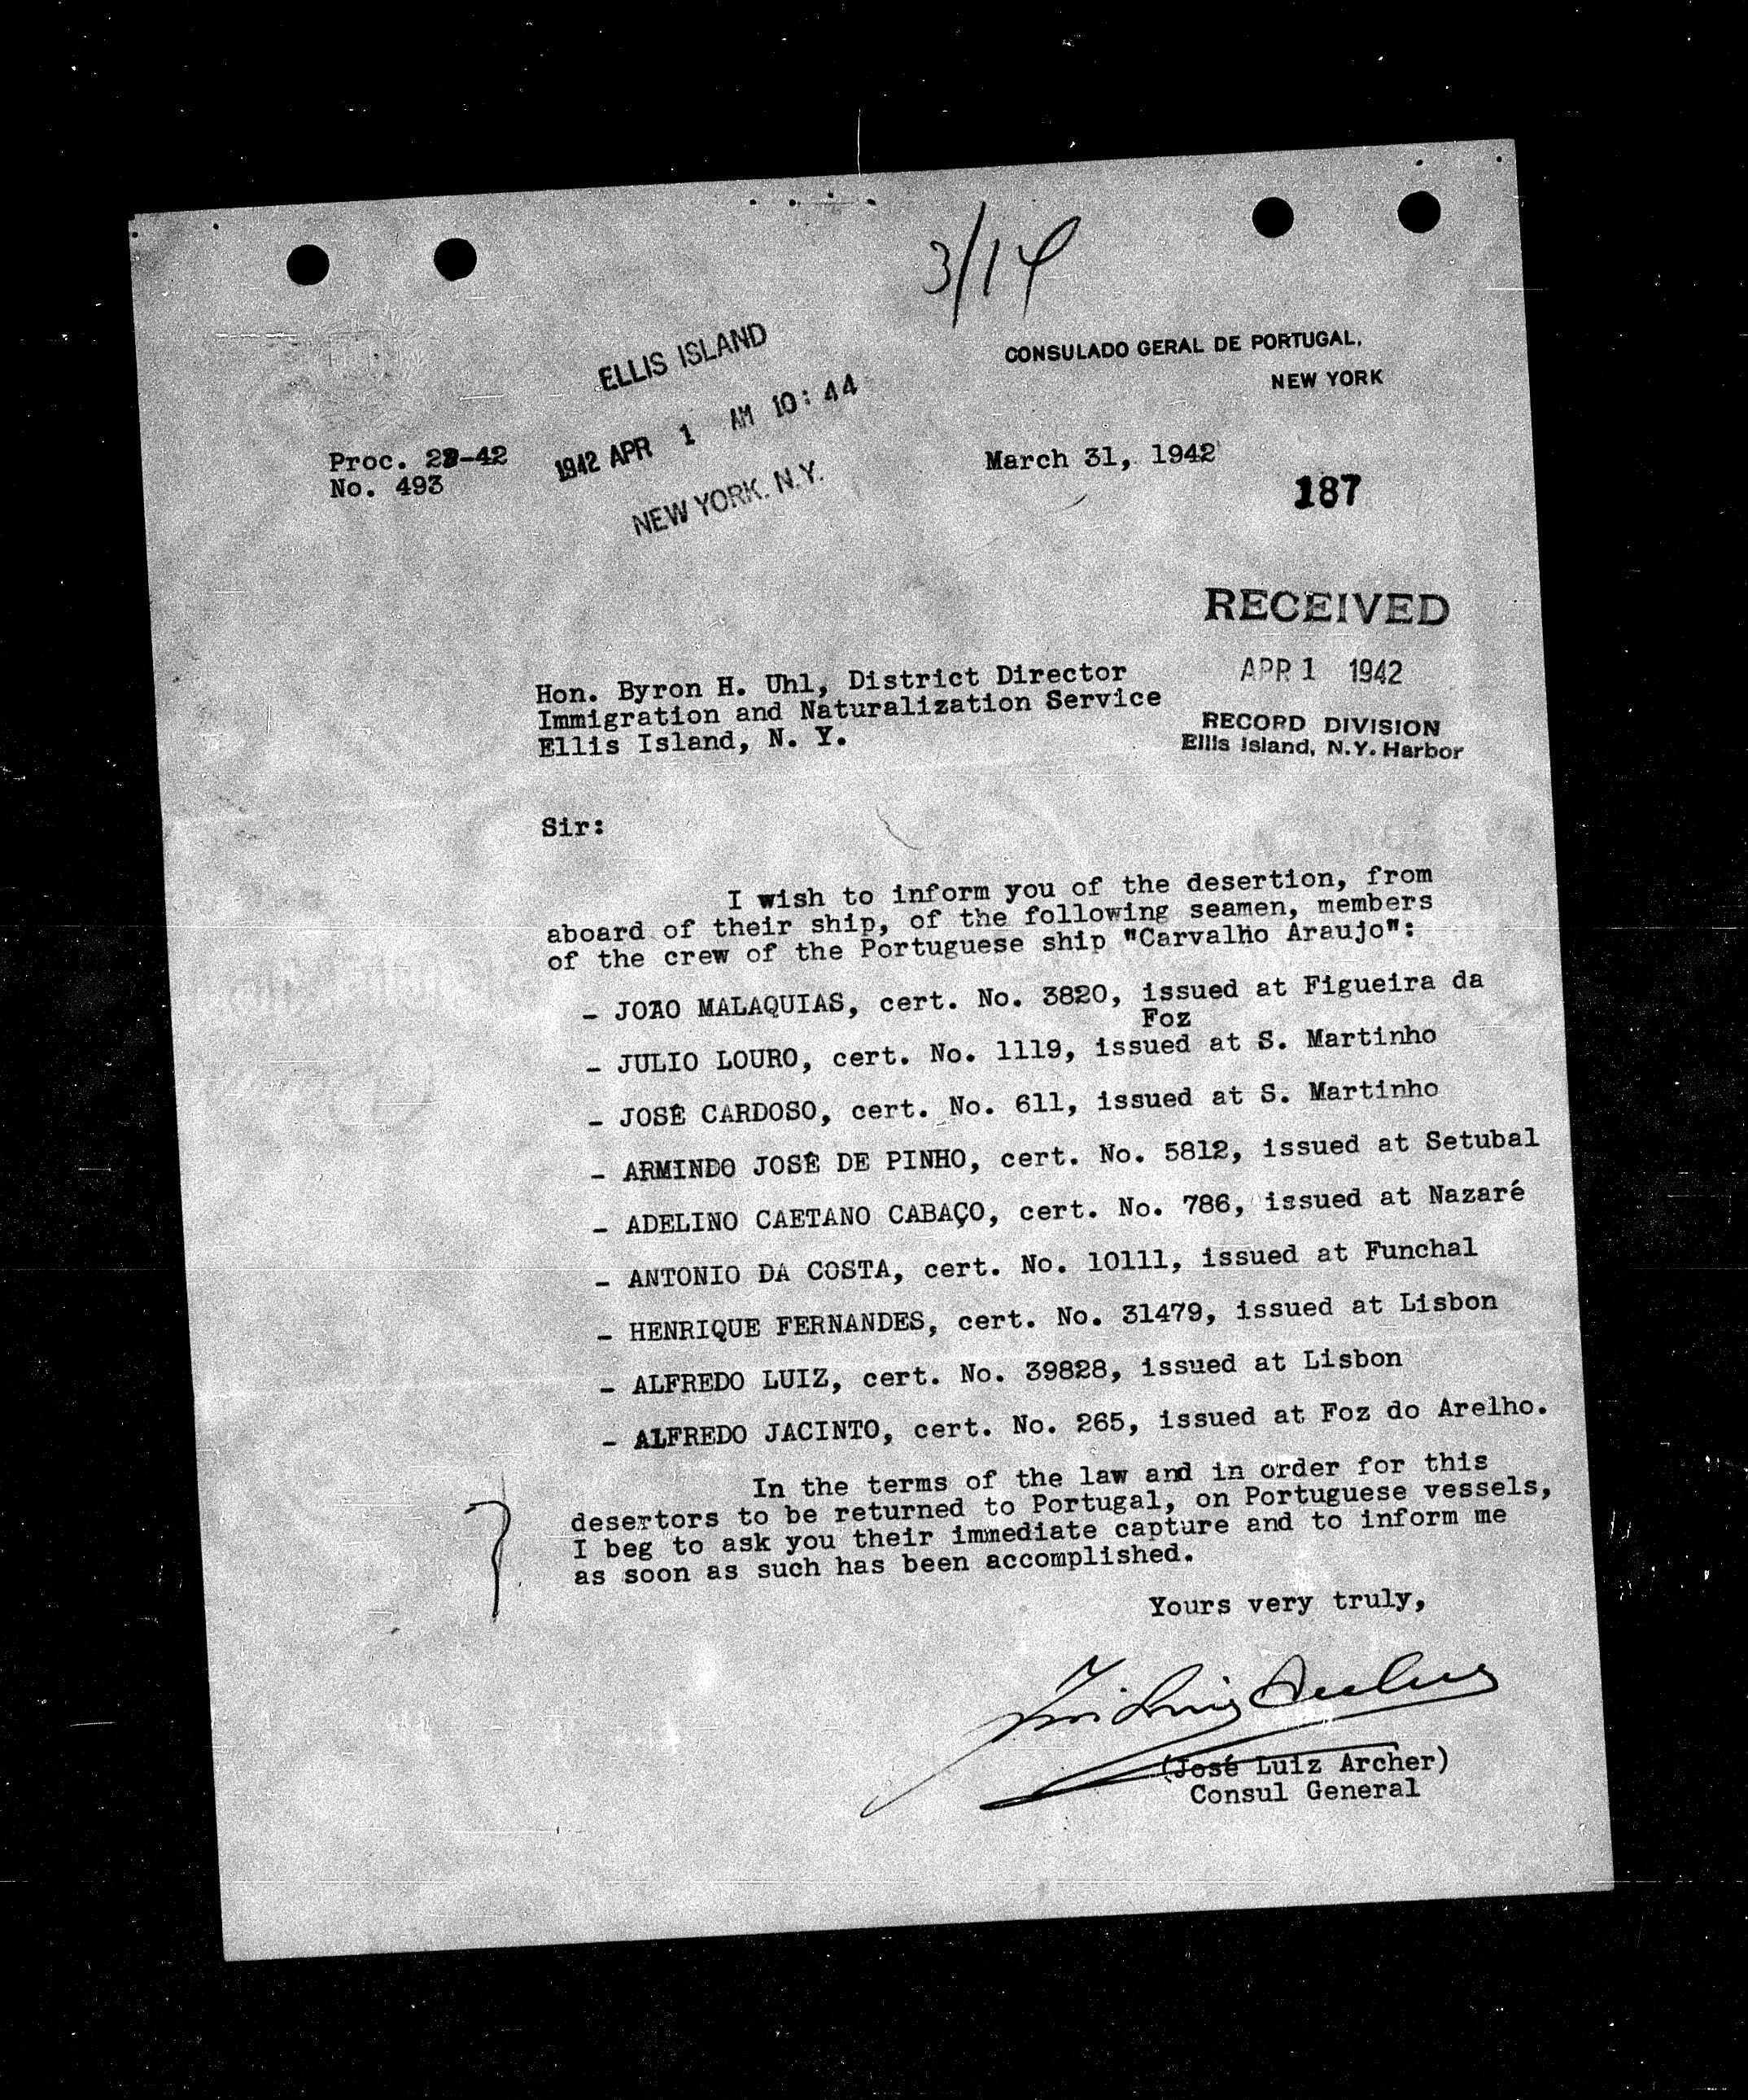 3/14
ELLIS ISLAND
1942 APR 1 AM 10:44
NEW YORK. N.Y.
CONSULADO GERAL DE PORTUGAL,
NEW YORK
Proc. -42
No. 493
March 31, 1942
187
RECEIVED
APR 1 1942
RECORD DIVISION
Ellis Island, N.Y. Harbor
Hon. Byron H. Uhl, District Director
Immigration and Naturalization Service
Ellis Island, N. Y.
Sir:
I wish to inform you of the desertion, from
aboard of their ship, of the following seamen, members
of the crew of the Portuguese ship "Carvalho Araujo":
- JOÃO MALAQUIAS, cert. No. 3820, issued at Figueira da
Foz
- JULIO LOURO, cert. No. 1119, issued at S. Martinho
- JOSÉ CARDOSO, cert. No. 611, issued at S. Martinho
- ARMINDO JOSÉ DE PINHO, cert. No. 5812, issued at Setubal
- ADELINO CAETANO CABAÇO, cert. No. 786, issued at Nazaré
- ANTONIO DA COSTA, cert. No. 10111, issued at Funchal
- HENRIQUE FERNANDES, cert. No. 31479, issued at Lisbon
- ALFREDO LUIZ, cert. No. 39828, issued at Lisbon
- ALFREDO JACINTO, cert. No. 265, issued at Foz do Arelho.
In the terms of the law and in order for this
desertors to be returned to Portugal, on Portuguese vessels,
I beg to ask you their immediate capture and to inform me
as soon as such has been accomplished.
Yours very truly,
(José Luiz Archer)
Consul General